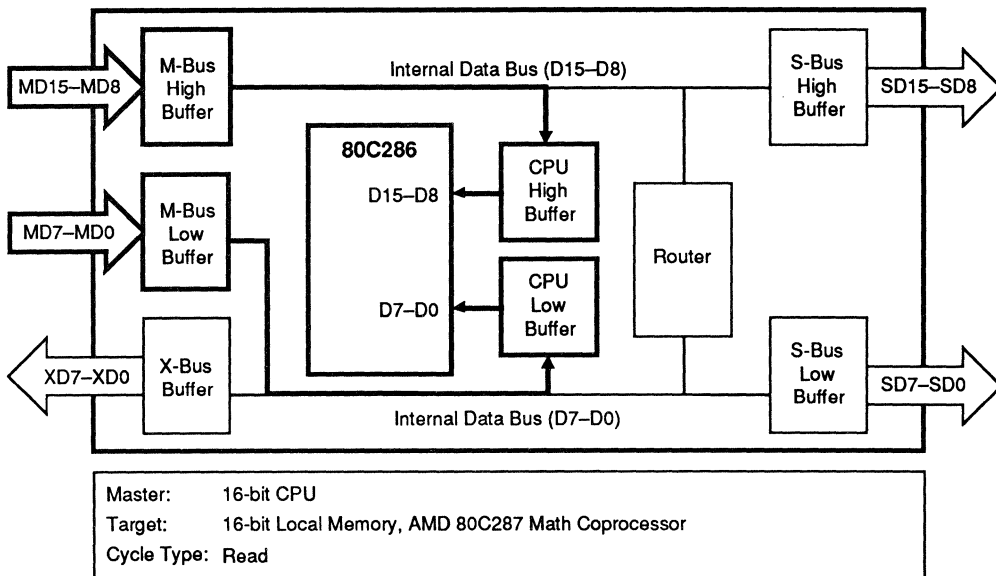 MD15–MD8
M-Bus
High
Buffer
Internal Data Bus (D15–D8)
S-Bus
High
Buffer
SD15–SD8
80C286
D15–D8
CPU
High
Buffer
MD7–MD0
M-Bus
Low
Buffer
Router
D7–D0
CPU
Low
Buffer
XD7–XD0
X-Bus
Buffer
Internal Data Bus (D7–D0)
S-Bus
Low
Buffer
SD7–SD0
Master: 16-bit CPU
Target: 16-bit Local Memory, AMD 80C287 Math Coprocessor
Cycle Type: Read